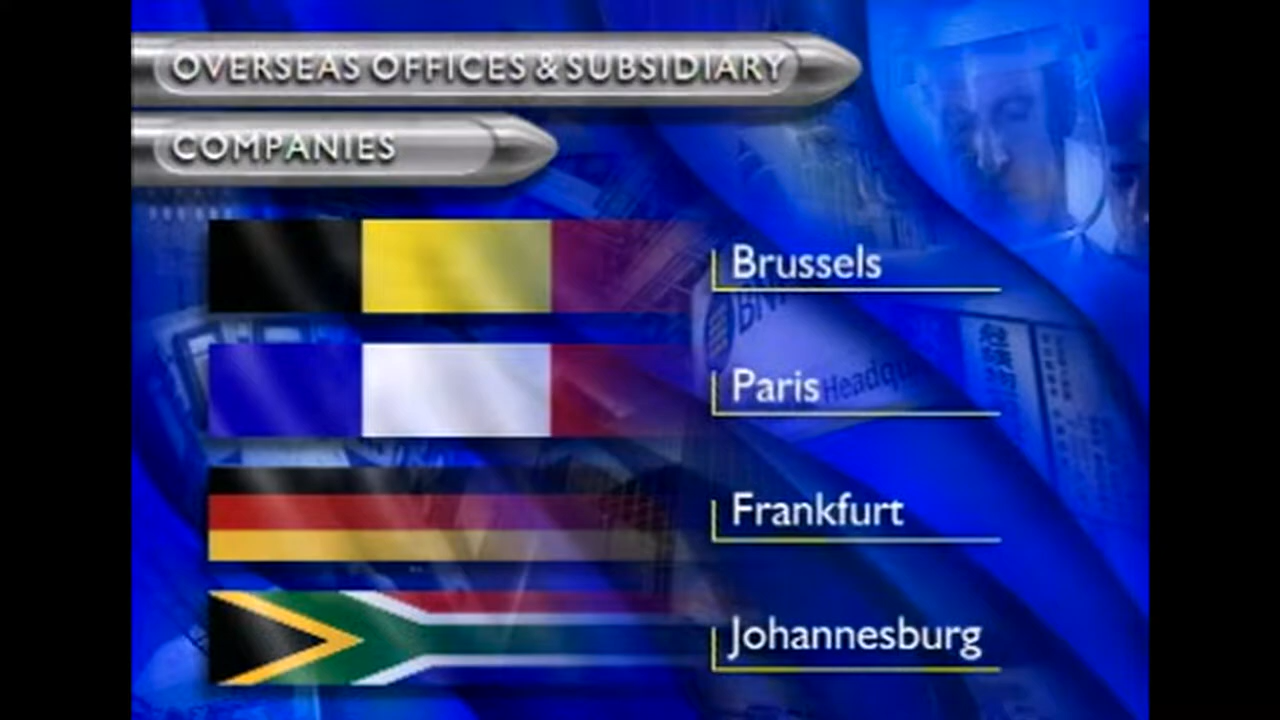 OVERSEAS OFFICES & SUBSIDIARY
COMPANIES
Brussels
Paris
Frankfurt
Johannesburg